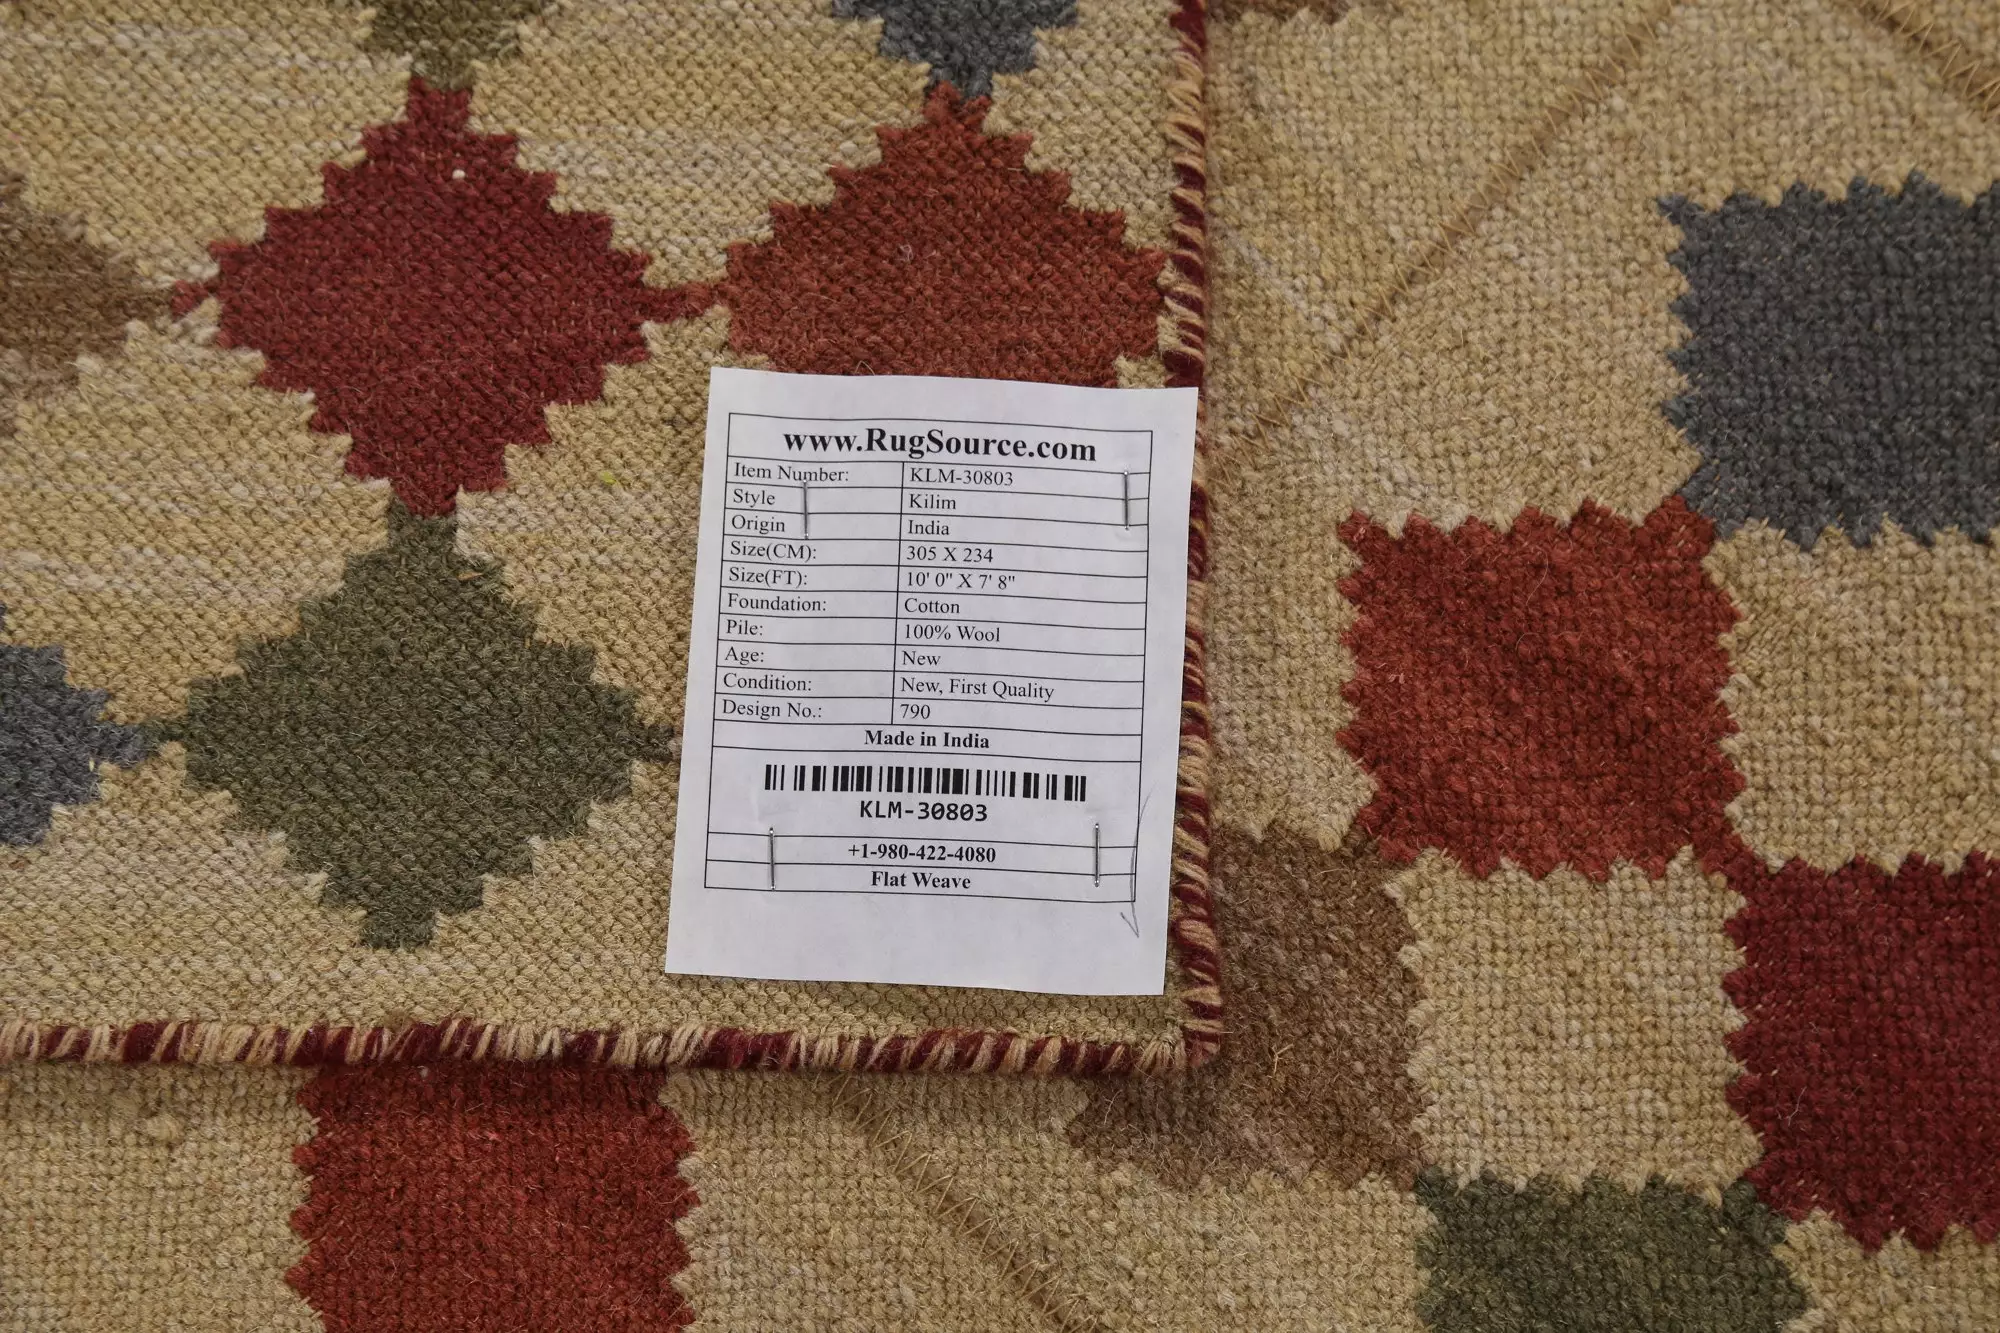 www.RugSource.com
Item Number: KLM-30803
Style Kilim
Origin India
Size(CM): 305 X 234
Size(FT): 10' 0" X 7' 8"
Foundation: Cotton
Pile: 100% Wool
Age: New
Condition: New, First Quality
Design No.: 790
Made in India
KLM-30803
+1-980-422-4080
Flat Weave